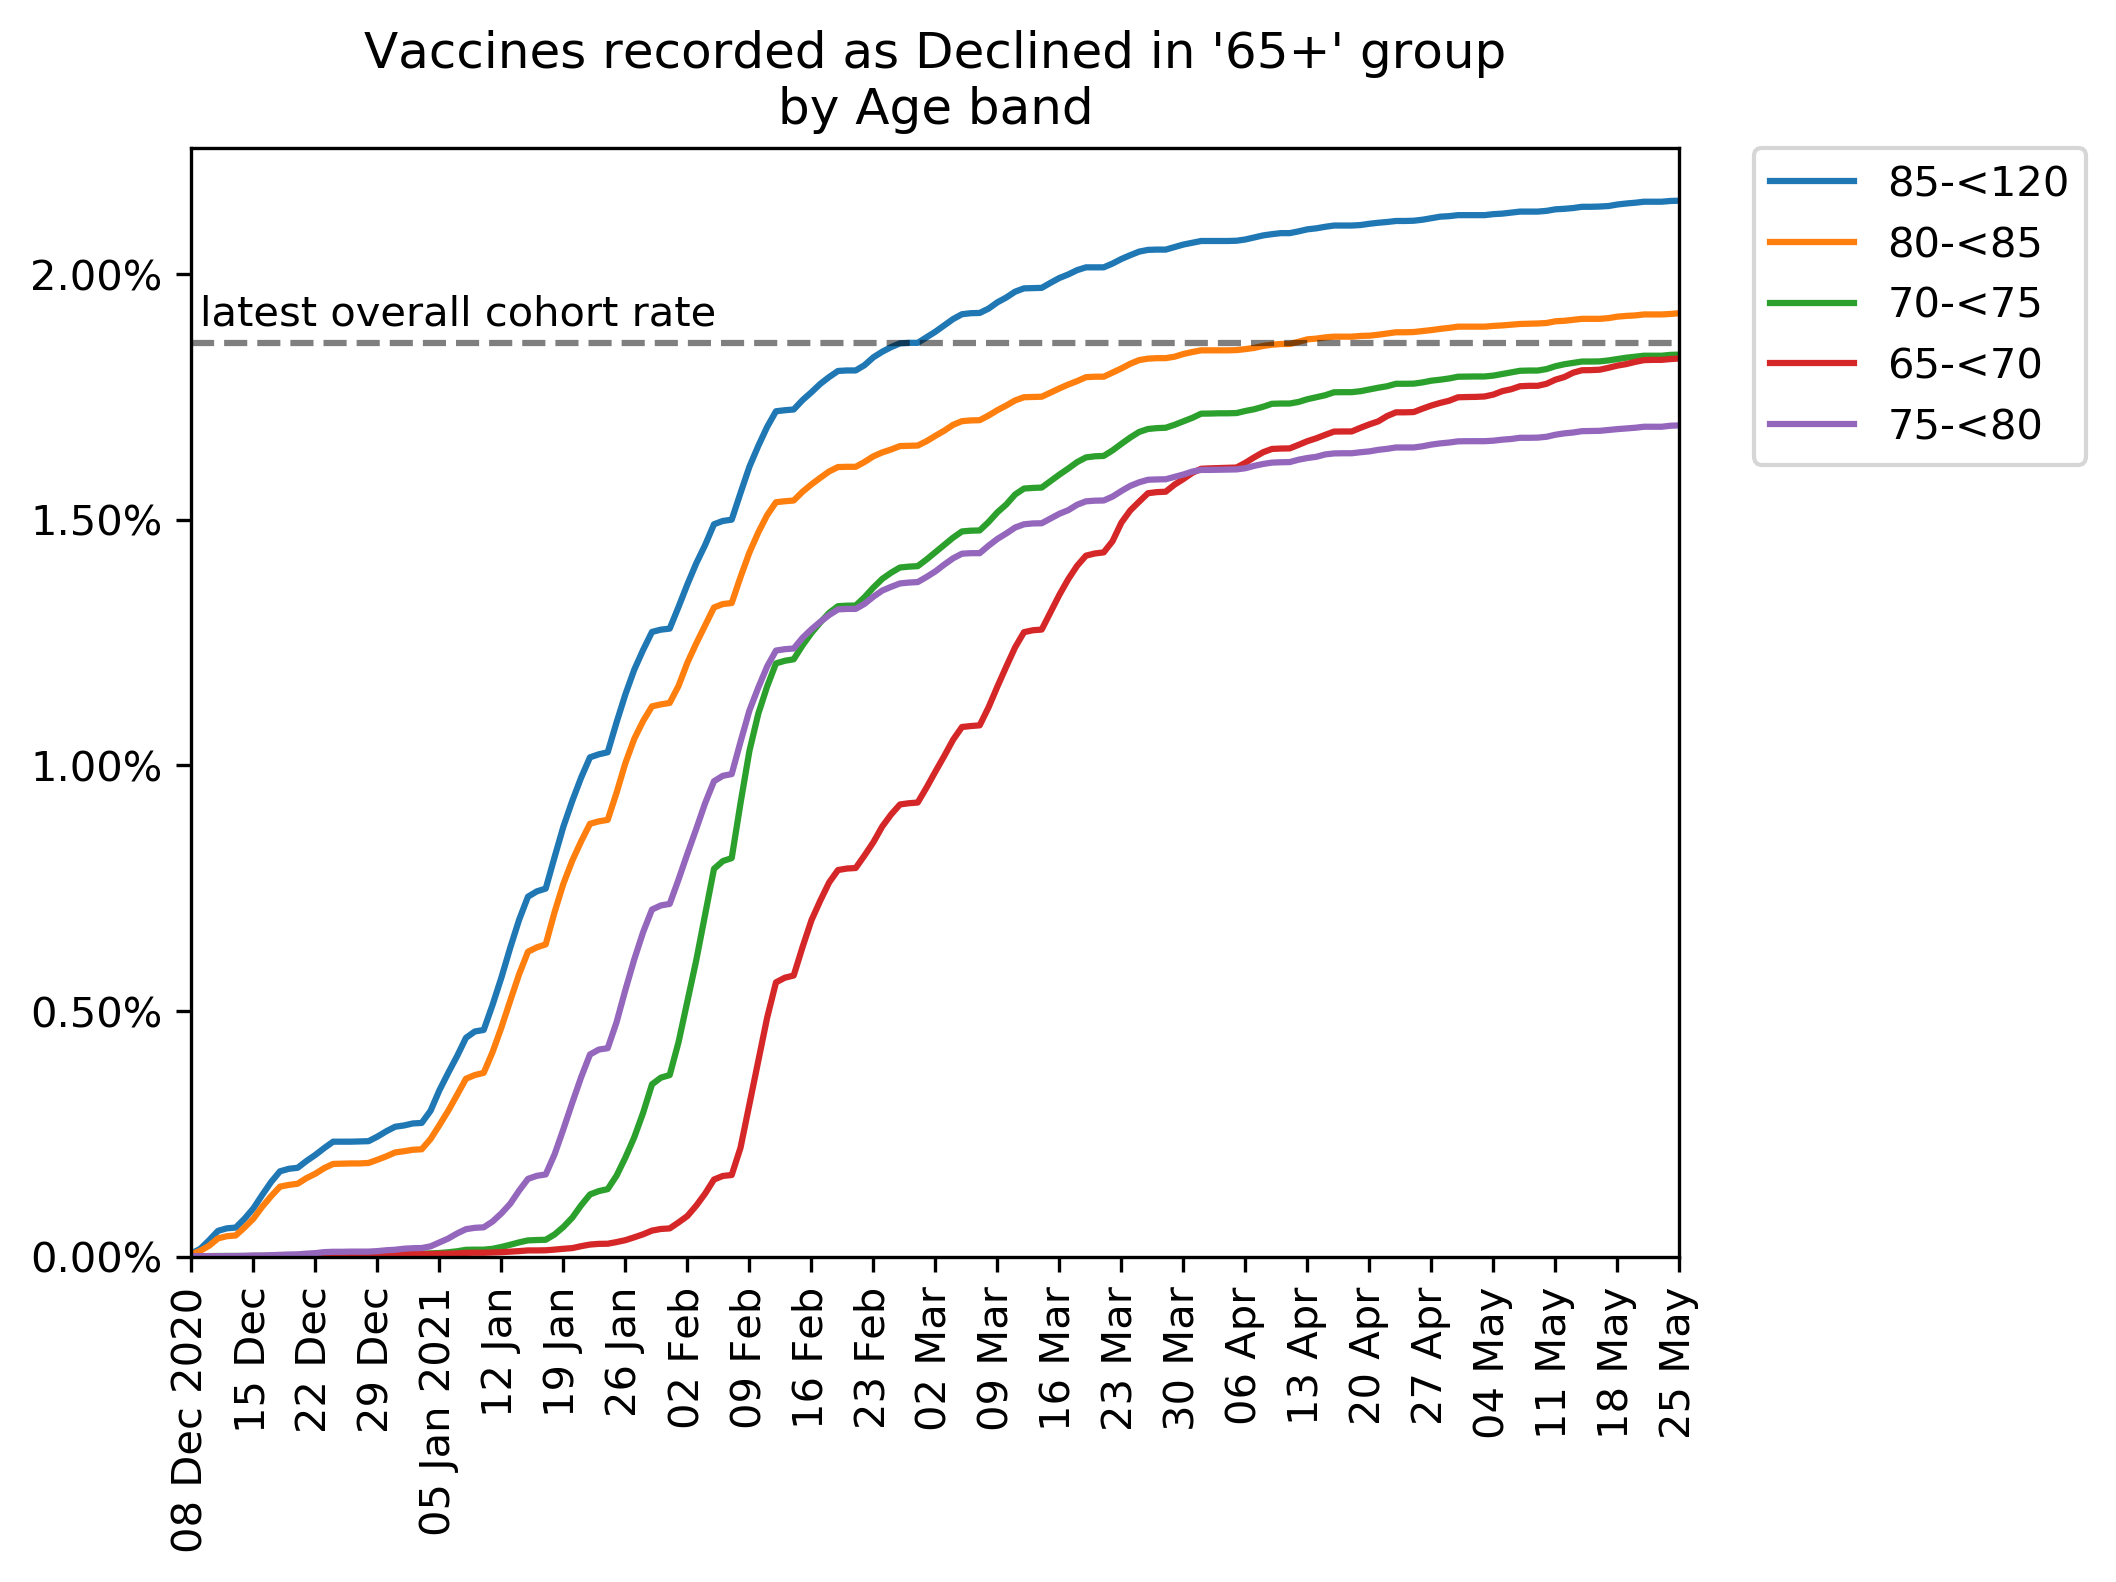 Vaccines recorded as Declined in '65+' group
by Age band
2.00%
1.50%
1.00%
0.50%
0.00%
latest overall cohort rate
85-<120
80-<85
70-<75
65-<70
75-<80
08 Dec 2020
15 Dec
22 Dec
29 Dec
05 Jan 2021
12 Jan
19 Jan
26 Jan
02 Feb
09 Feb
16 Feb
23 Feb
02 Mar
09 Mar
16 Mar
23 Mar
30 Mar
06 Apr
13 Apr
20 Apr
27 Apr
04 May
11 May
18 May
25 May